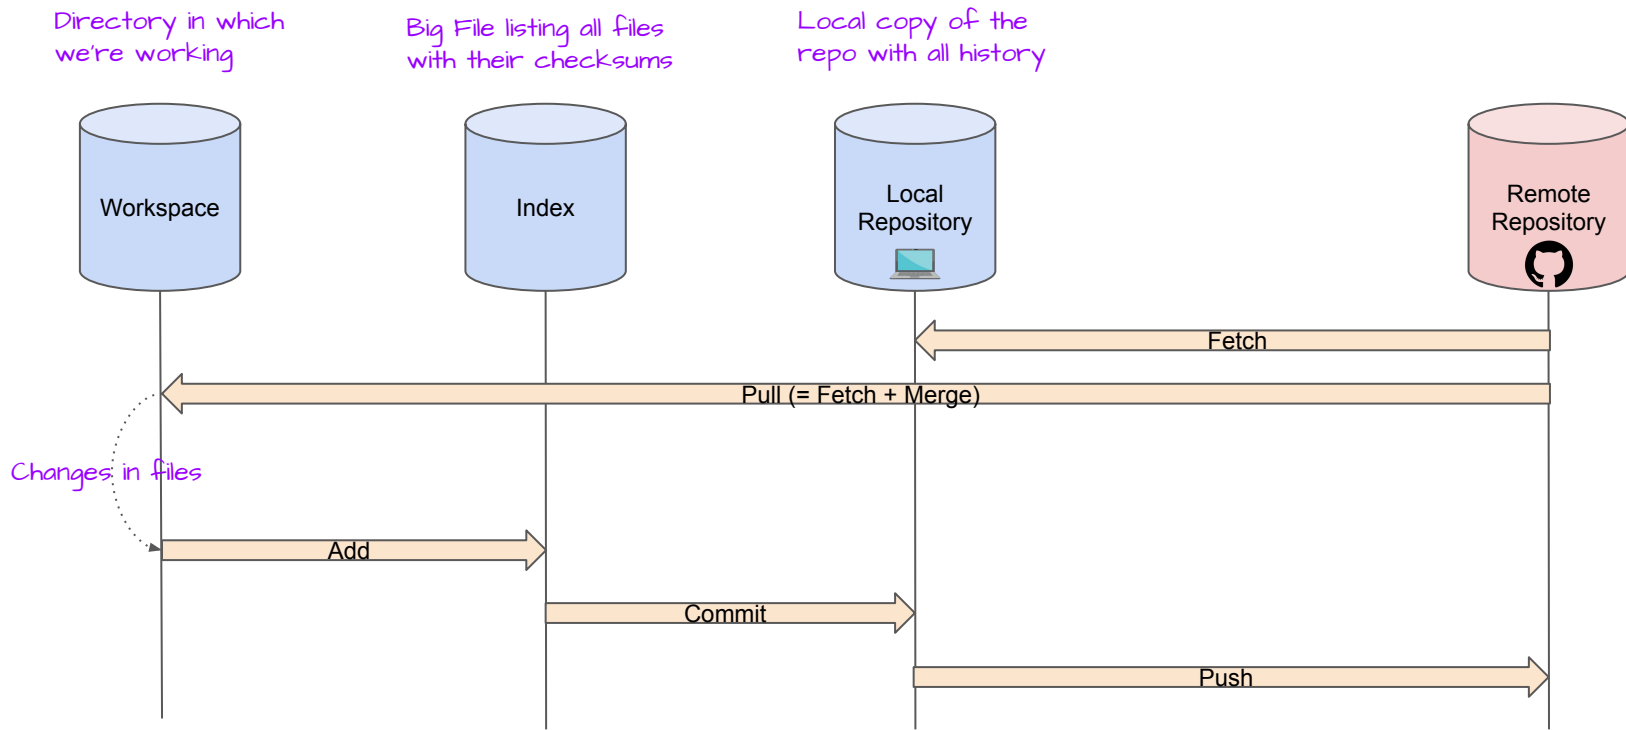 Directory in which
we're working
Big File listing all files
with their checksums
Local copy of the
repo with all history
Workspace
Index
Local
Repository
Remote
Repository
Fetch
Pull (= Fetch + Merge)
Changes in files
Add
Commit
Push